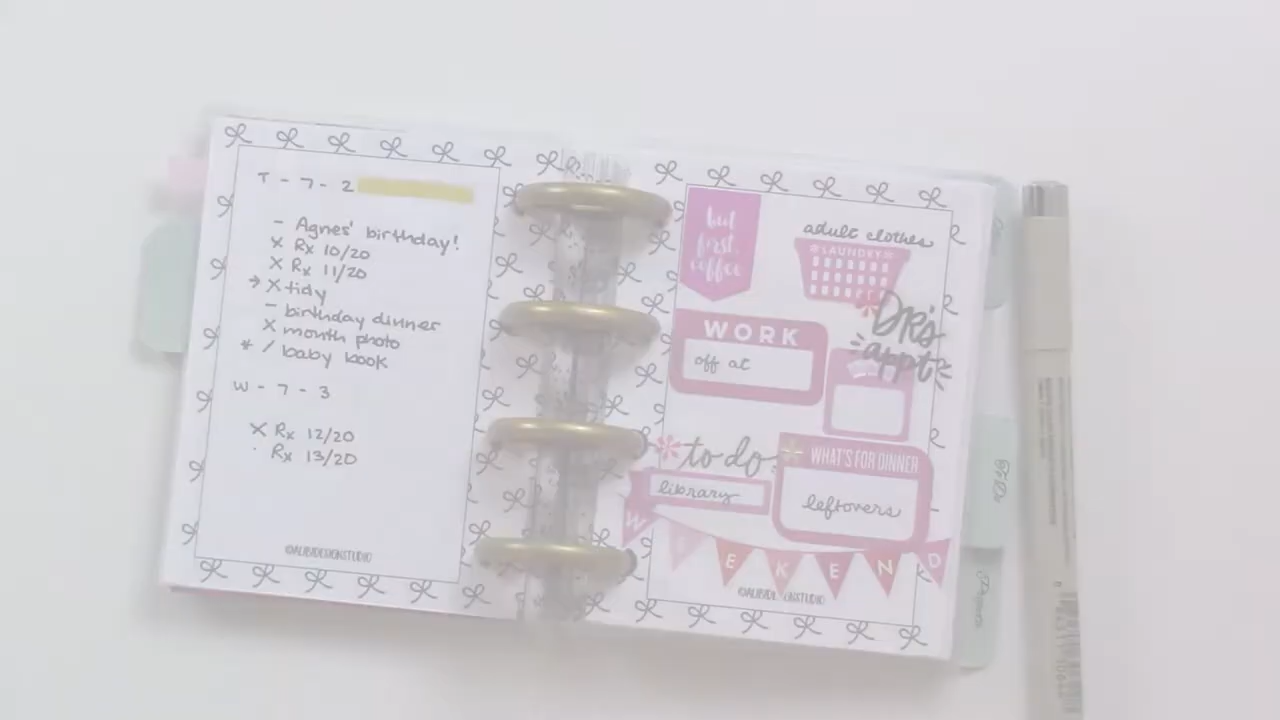 T - 7 - 2
- Agnes' birthday!
x Rx 10/20
x Rx 11/20
→ x tidy
- birthday dinner
x month photo
* / baby book
W - 7 - 3
x Rx 12/20
· Rx 13/20
©ALIBIDESIGNSTUDIO
but
first,
coffee
adult clothes
LAUNDRY
DR's
appt
WORK
off at
to do
library
WHAT'S FOR DINNER
leftovers
WEEKEND